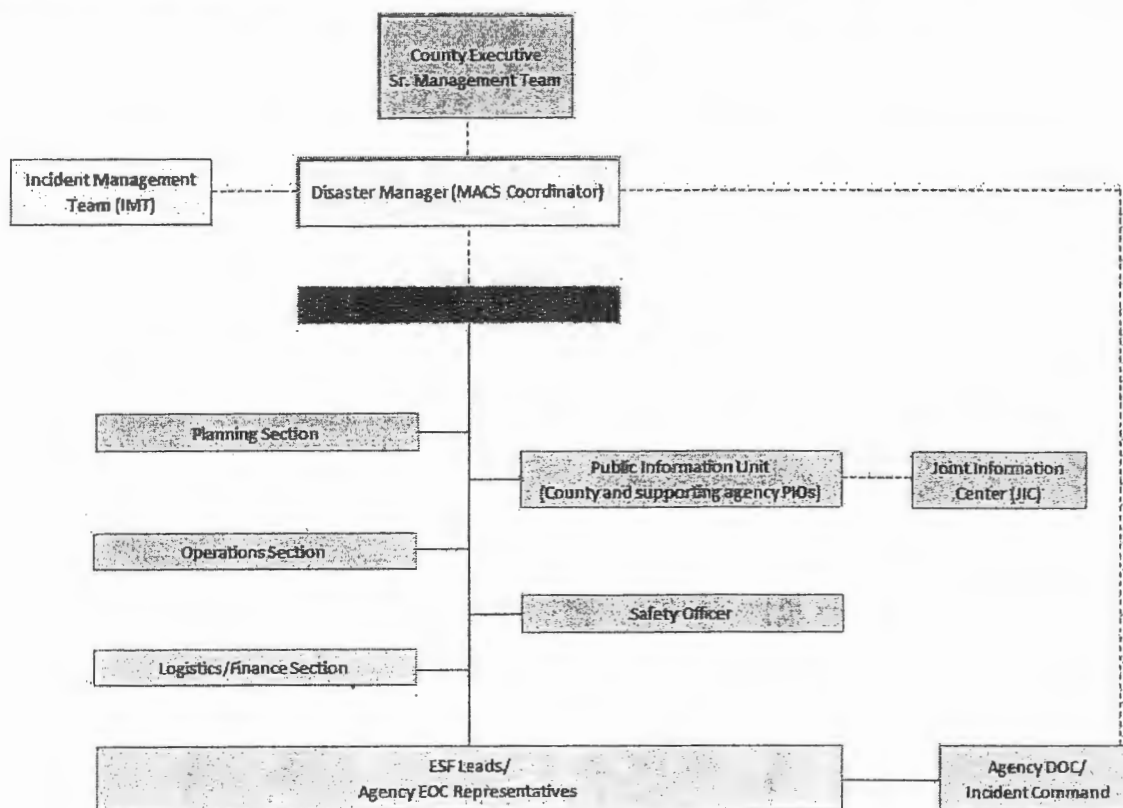 County Executive
Sr. Management Team
Incident Management
Team (IMT)
Disaster Manager (MACS Coordinator)
Planning Section
Public Information Unit
(County and supporting agency PIOs)
Joint Information
Center (JIC)
Operations Section
Safety Officer
Logistics/Finance Section
ESF Leads/
Agency EOC Representatives
Agency DOC/
Incident Command